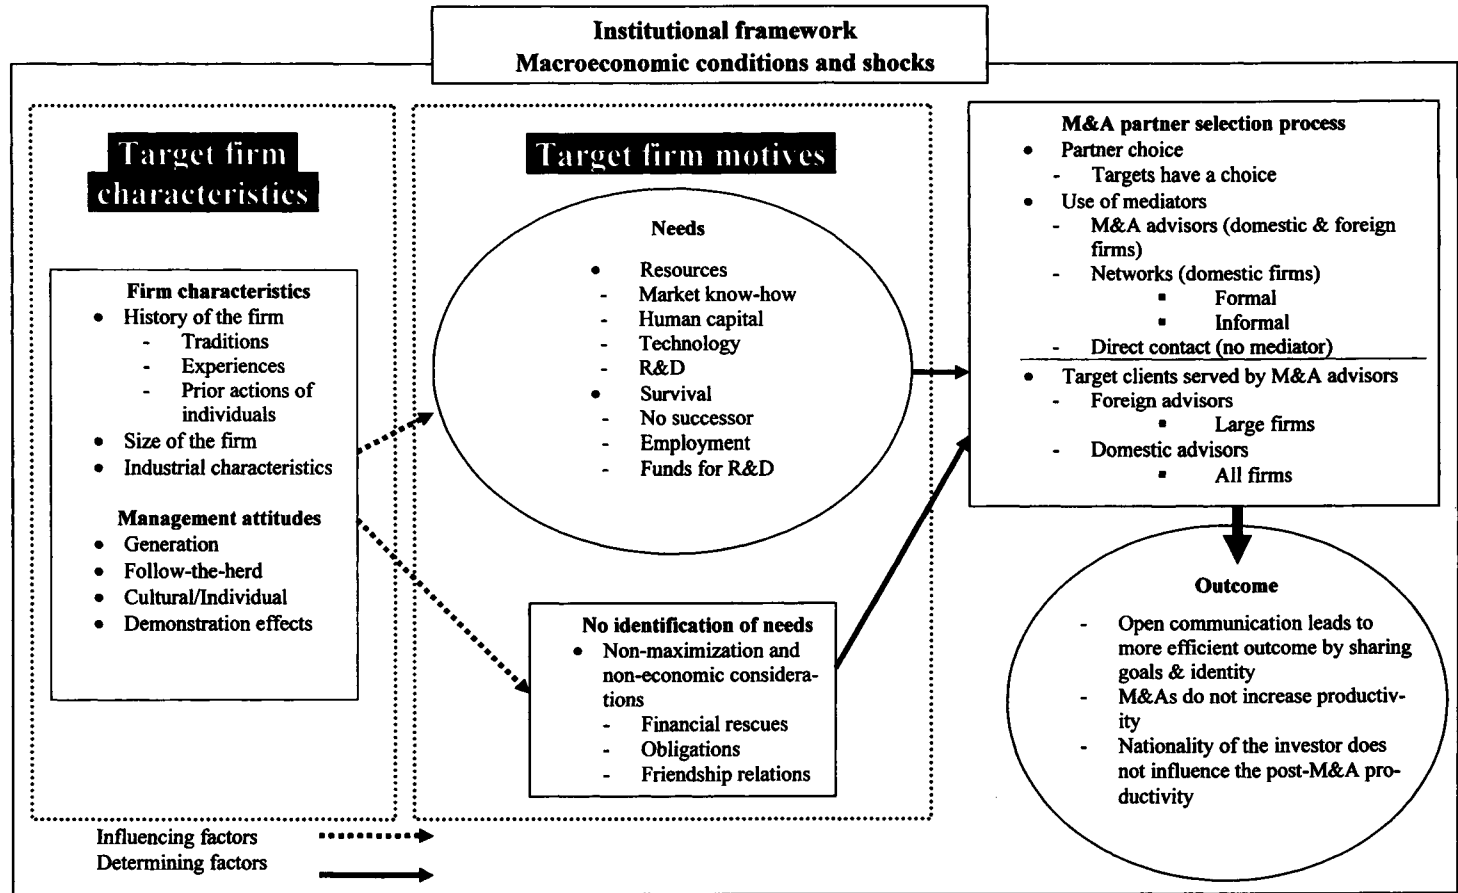 Institutional framework
Macroeconomic conditions and shocks
Target firm
characteristics
Firm characteristics
• History of the firm
- Traditions
- Experiences
- Prior actions of
individuals
• Size of the firm
• Industrial characteristics
Management attitudes
• Generation
• Follow-the-herd
• Cultural/Individual
• Demonstration effects
Target firm motives
Needs
• Resources
- Market know-how
- Human capital
- Technology
- R&D
• Survival
- No successor
- Employment
- Funds for R&D
No identification of needs
• Non-maximization and
non-economic considera-
tions
- Financial rescues
- Obligations
- Friendship relations
M&A partner selection process
• Partner choice
- Targets have a choice
• Use of mediators
- M&A advisors (domestic & foreign
firms)
- Networks (domestic firms)
▪ Formal
▪ Informal
- Direct contact (no mediator)
• Target clients served by M&A advisors
- Foreign advisors
▪ Large firms
- Domestic advisors
▪ All firms
Outcome
- Open communication leads to
more efficient outcome by sharing
goals & identity
- M&As do not increase productiv-
ity
- Nationality of the investor does
not influence the post-M&A pro-
ductivity
Influencing factors
Determining factors